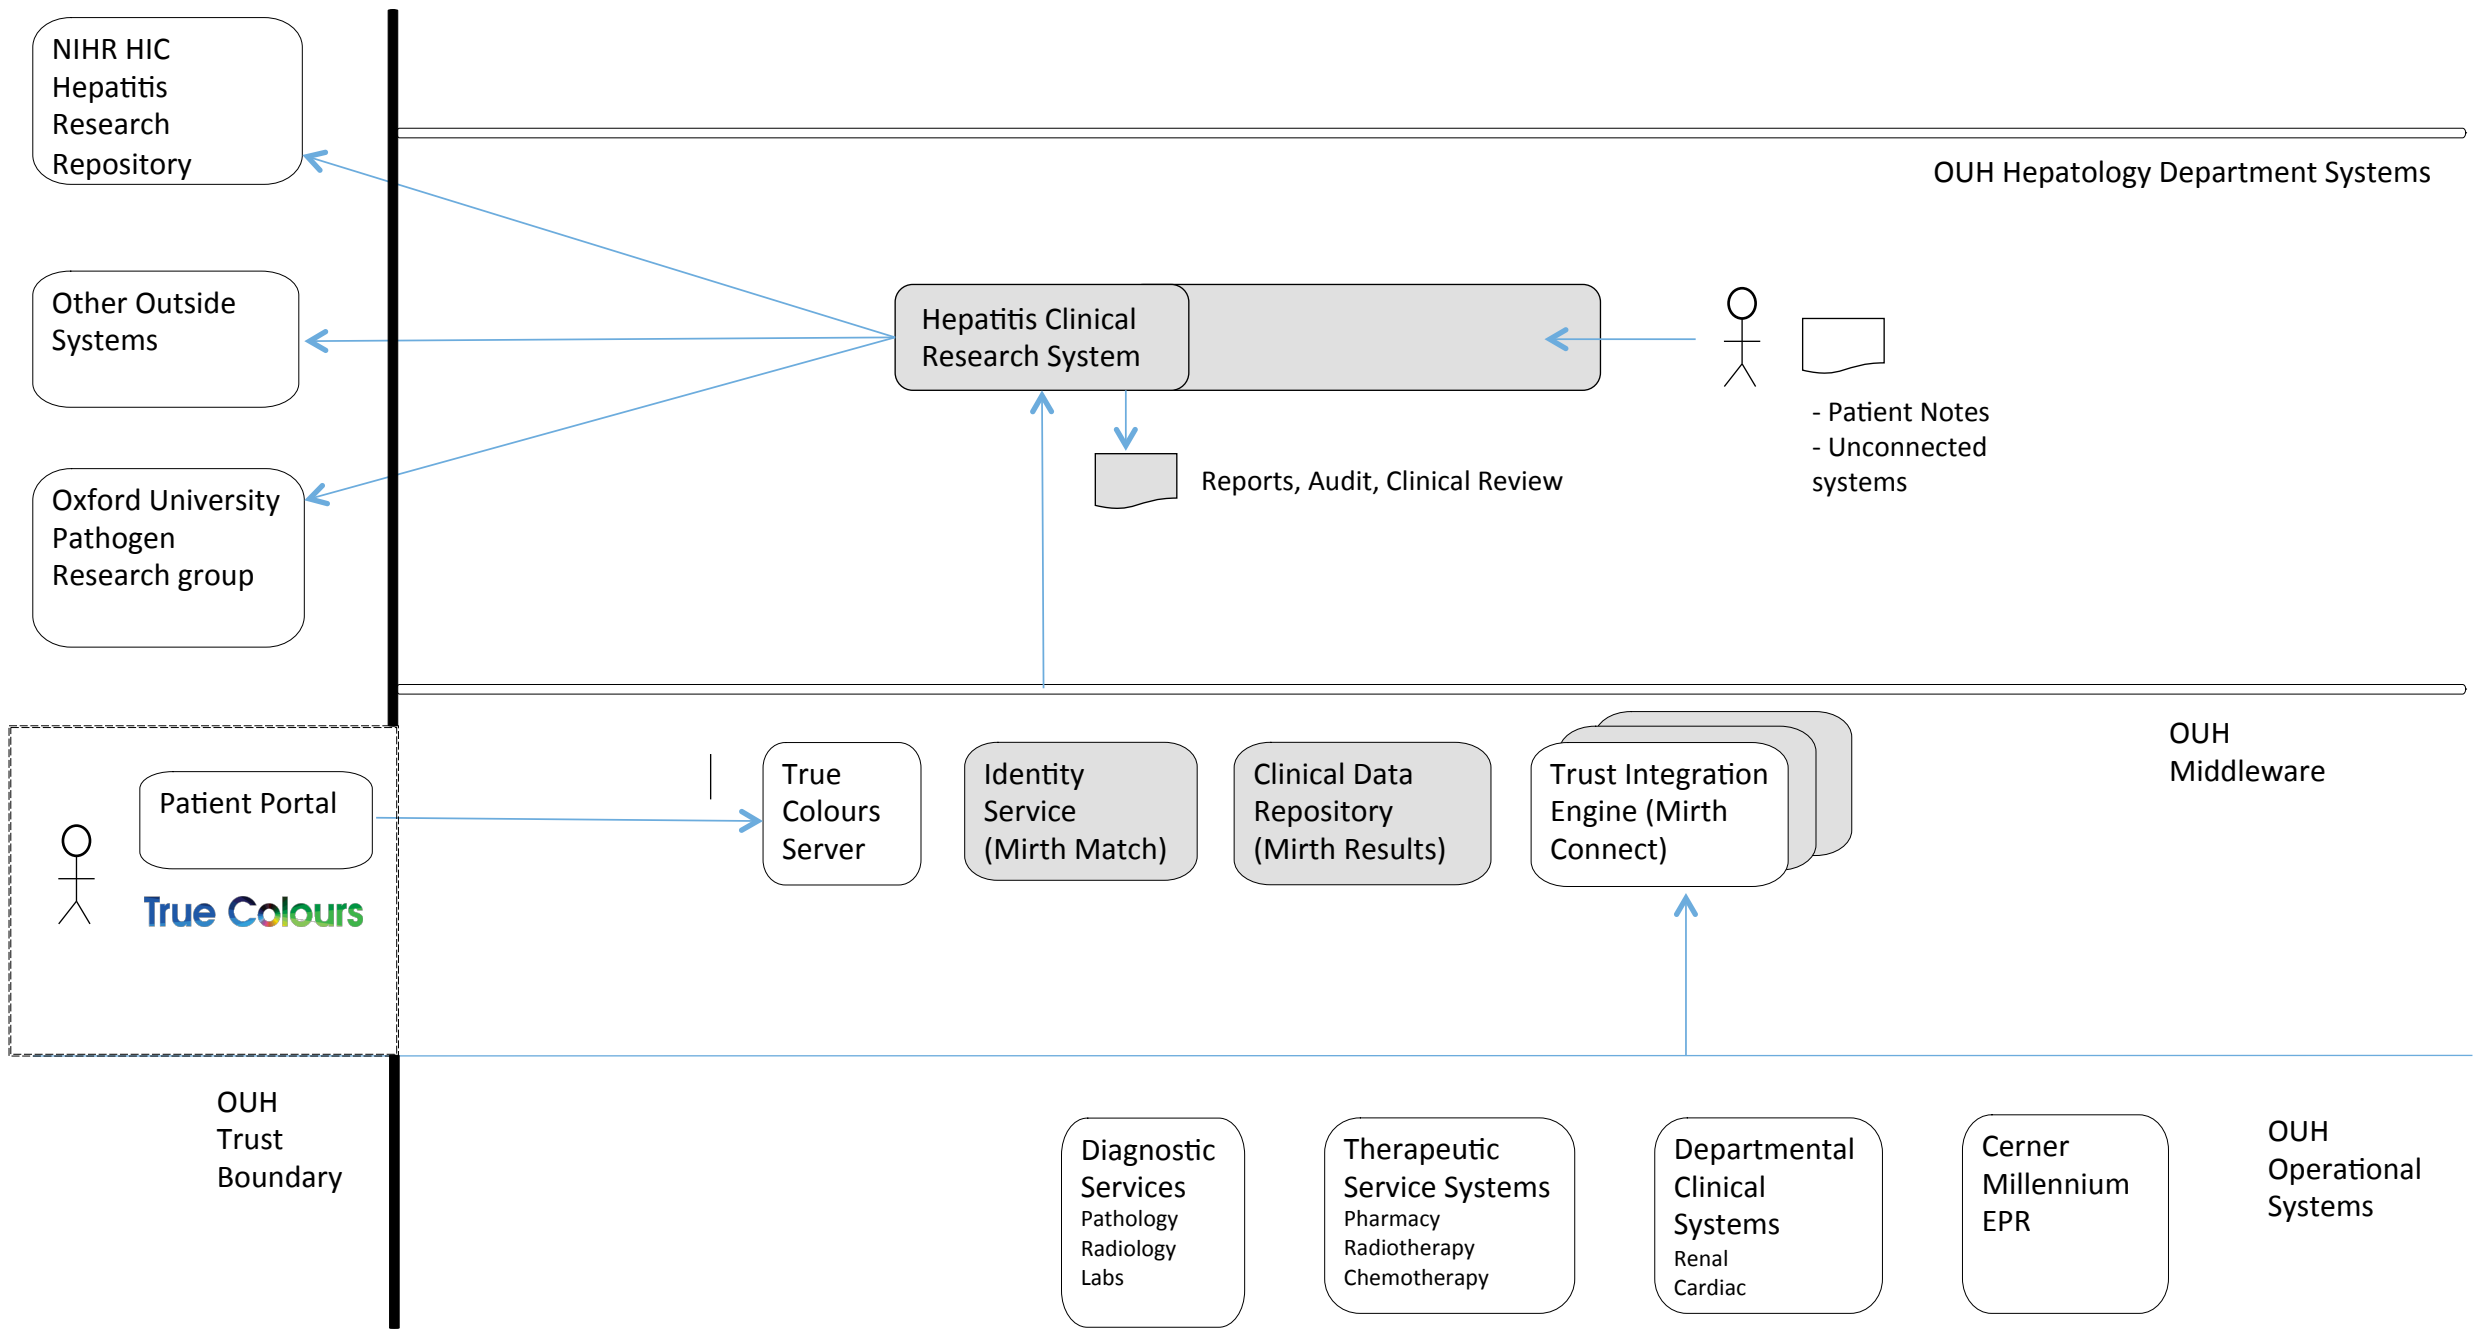 NIHR HIC
Hepatitis
Research
Repository
OUH Hepatology Department Systems
Other Outside
Systems
Hepatitis Clinical
Research System
- Patient Notes
- Unconnected
systems
Reports, Audit, Clinical Review
Oxford University
Pathogen
Research group
OUH
Middleware
Patient Portal
True Colours
True
Colours
Server
Identity
Service
(Mirth Match)
Clinical Data
Repository
(Mirth Results)
Trust Integration
Engine (Mirth
Connect)
OUH
Trust
Boundary
Diagnostic
Services
Pathology
Radiology
Labs
Therapeutic
Service Systems
Pharmacy
Radiotherapy
Chemotherapy
Departmental
Clinical
Systems
Renal
Cardiac
Cerner
Millennium
EPR
OUH
Operational
Systems